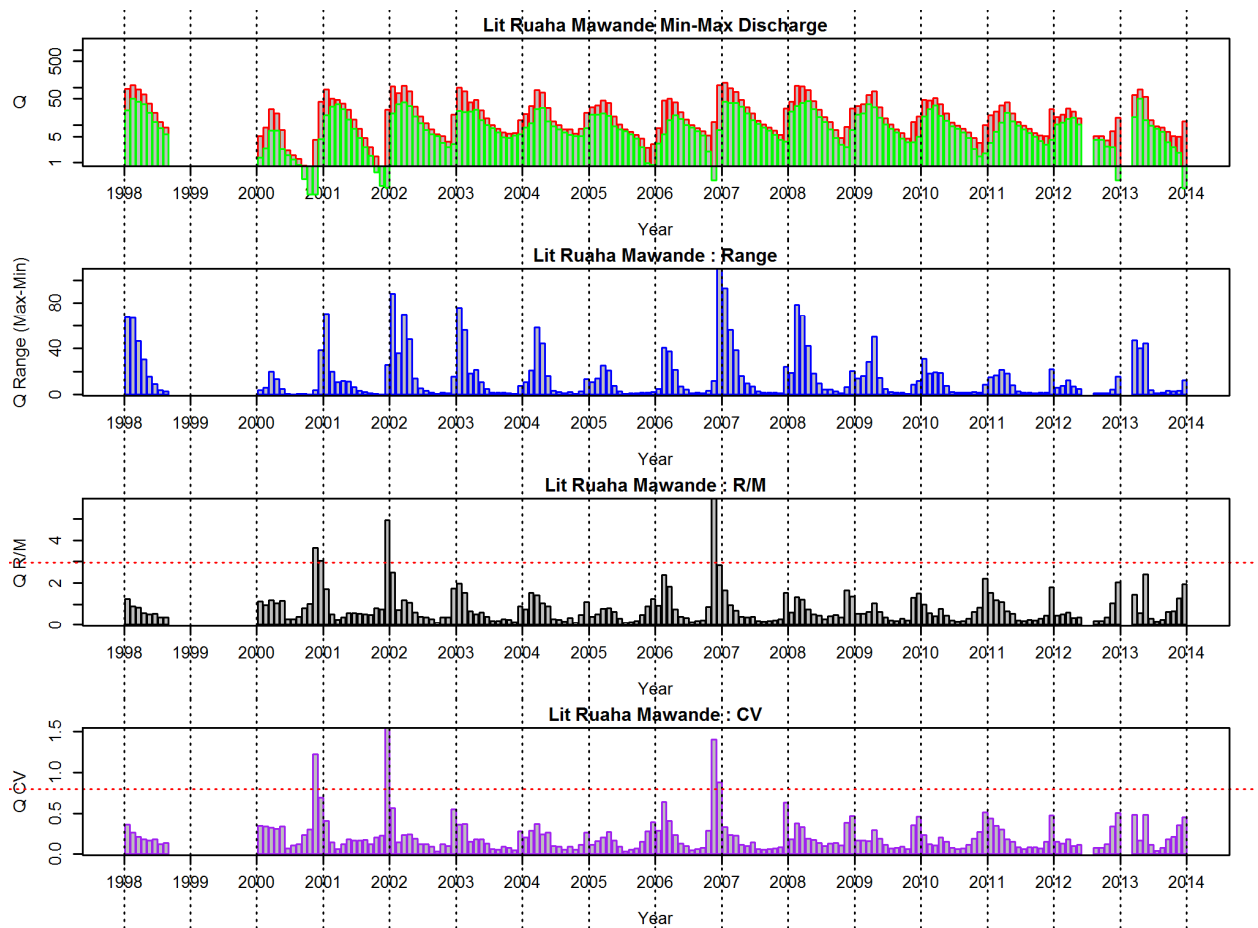 Lit Ruaha Mawande Min-Max Discharge
Q
500
50
5
1
1998 1999 2000 2001 2002 2003 2004 2005 2006 2007 2008 2009 2010 2011 2012 2013 2014
Year
Lit Ruaha Mawande : Range
Q Range (Max-Min)
80
40
0
1998 1999 2000 2001 2002 2003 2004 2005 2006 2007 2008 2009 2010 2011 2012 2013 2014
Year
Lit Ruaha Mawande : R/M
Q R/M
4
2
0
1998 1999 2000 2001 2002 2003 2004 2005 2006 2007 2008 2009 2010 2011 2012 2013 2014
Year
Lit Ruaha Mawande : CV
Q CV
1.5
1.0
0.5
0.0
1998 1999 2000 2001 2002 2003 2004 2005 2006 2007 2008 2009 2010 2011 2012 2013 2014
Year